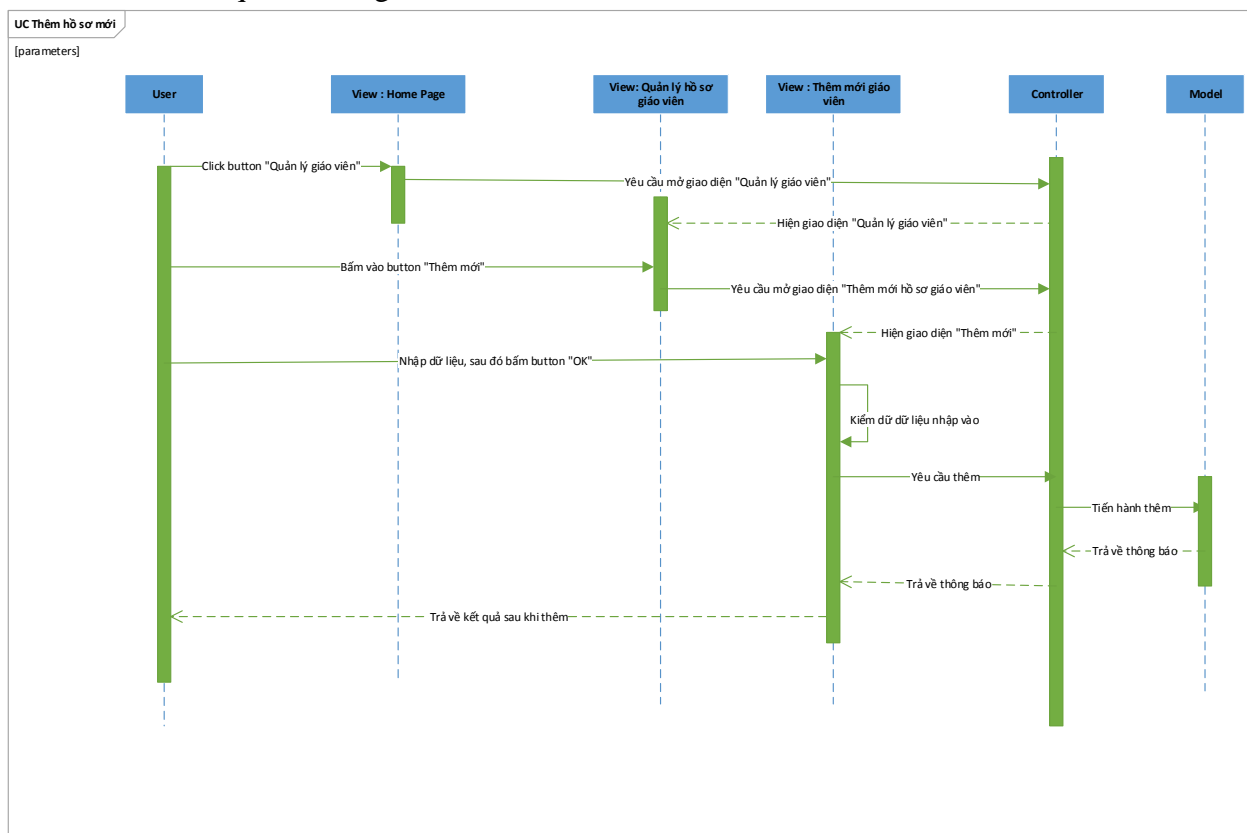 UC Thêm hồ sơ mới
[parameters]
User
View : Home Page
View: Quản lý hồ sơ
giáo viên
View : Thêm mới giáo
viên
Controller
Model
Click button "Quản lý giáo viên"
Yêu cầu mở giao diện "Quản lý giáo viên"
Hiện giao diện "Quản lý giáo viên"
Bấm vào button "Thêm mới"
Yêu cầu mở giao diện "Thêm mới hồ sơ giáo viên"
Hiện giao diện "Thêm mới"
Nhập dữ liệu, sau đó bấm button "OK"
Kiểm dữ dữ liệu nhập vào
Yêu cầu thêm
Tiến hành thêm
Trả về thông báo
Trả về thông báo
Trả về kết quả sau khi thêm